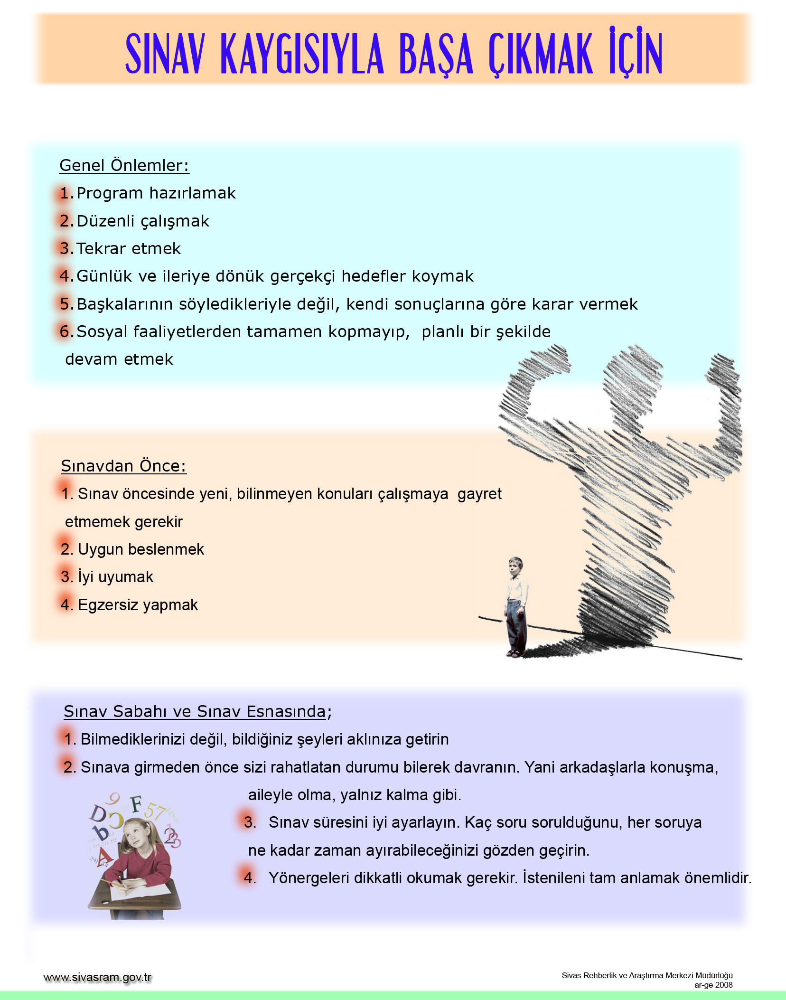 SINAV KAYGISIYLA BAŞA ÇIKMAK İÇİN
Genel Önlemler:
1. Program hazırlamak
2. Düzenli çalışmak
3. Tekrar etmek
4. Günlük ve ileriye dönük gerçekçi hedefler koymak
5. Başkalarının söyledikleriyle değil, kendi sonuçlarına göre karar vermek
6. Sosyal faaliyetlerden tamamen kopmayıp, planlı bir şekilde
devam etmek
Sınavdan Önce:
1. Sınav öncesinde yeni, bilinmeyen konuları çalışmaya gayret
etmemek gerekir
2. Uygun beslenmek
3. İyi uyumak
4. Egzersiz yapmak
Sınav Sabahı ve Sınav Esnasında;
1. Bilmediklerinizi değil, bildiğiniz şeyleri aklınıza getirin
2. Sınava girmeden önce sizi rahatlatan durumu bilerek davranın. Yani arkadaşlarla konuşma,
aileyle olma, yalnız kalma gibi.
3. Sınav süresini iyi ayarlayın. Kaç soru sorulduğunu, her soruya
ne kadar zaman ayırabileceğinizi gözden geçirin.
4. Yönergeleri dikkatli okumak gerekir. İstenileni tam anlamak önemlidir.
9
F
57
D
b
A
www.sivasram.gov.tr
Sivas Rehberlik ve Araştırma Merkezi Müdürlüğü
ar-ge 2008